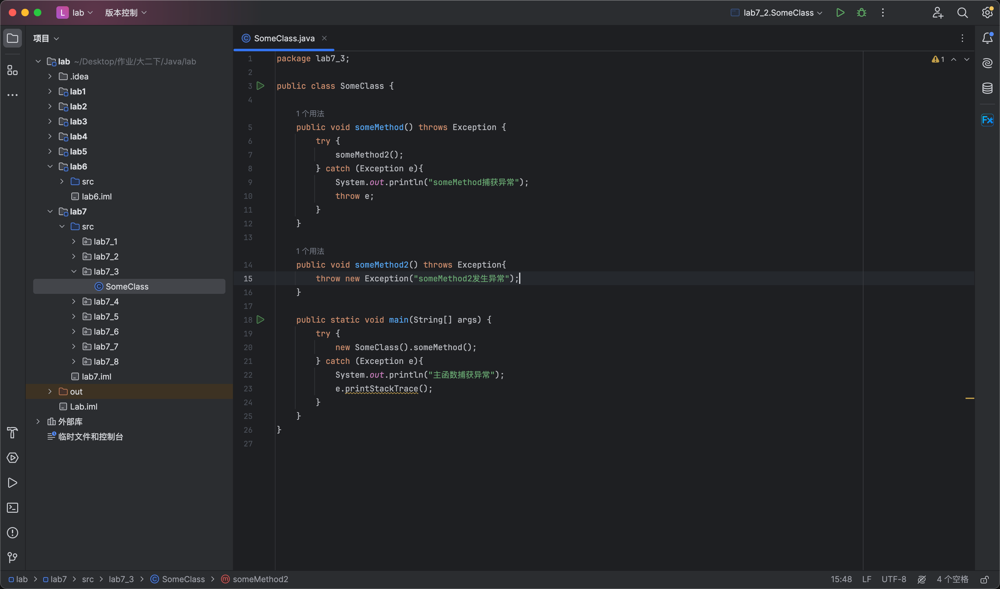 L lab 版本控制 lab7_2.SomeClass
项目
lab ~/Desktop/作业/大二下/Java/lab
.idea
lab1
lab2
lab3
lab4
lab5
lab6
src
lab6.iml
lab7
src
lab7_1
lab7_2
lab7_3
SomeClass
lab7_4
lab7_5
lab7_6
lab7_7
lab7_8
lab7.iml
out
Lab.iml
外部库
临时文件和控制台
SomeClass.java
1
1 package lab7_3;
2
3 public class SomeClass {
4
1 个用法
5 public void someMethod() throws Exception {
6 try {
7 someMethod2();
8 } catch (Exception e){
9 System.out.println("someMethod捕获异常");
10 throw e;
11 }
12 }
13
1 个用法
14 public void someMethod2() throws Exception{
15 throw new Exception("someMethod2发生异常");
16 }
17
18 public static void main(String[] args) {
19 try {
20 new SomeClass().someMethod();
21 } catch (Exception e){
22 System.out.println("主函数捕获异常");
23 e.printStackTrace();
24 }
25 }
26 }
27
Fx
lab > lab7 > src > lab7_3 > C SomeClass > m someMethod2
15:48 LF UTF-8 4 个空格